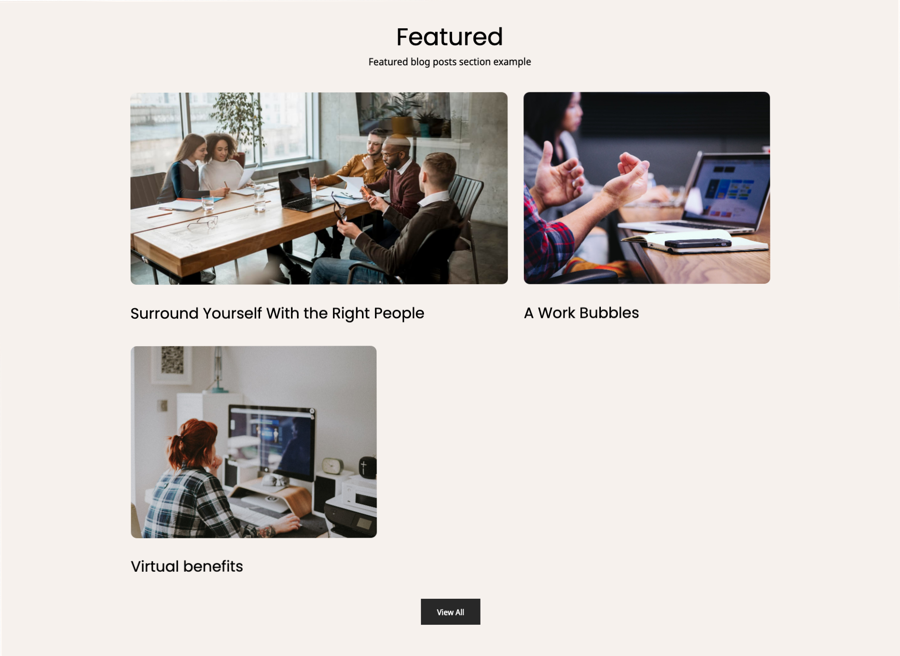 Featured
Featured blog posts section example
Surround Yourself With the Right People
A Work Bubbles
Virtual benefits
View All